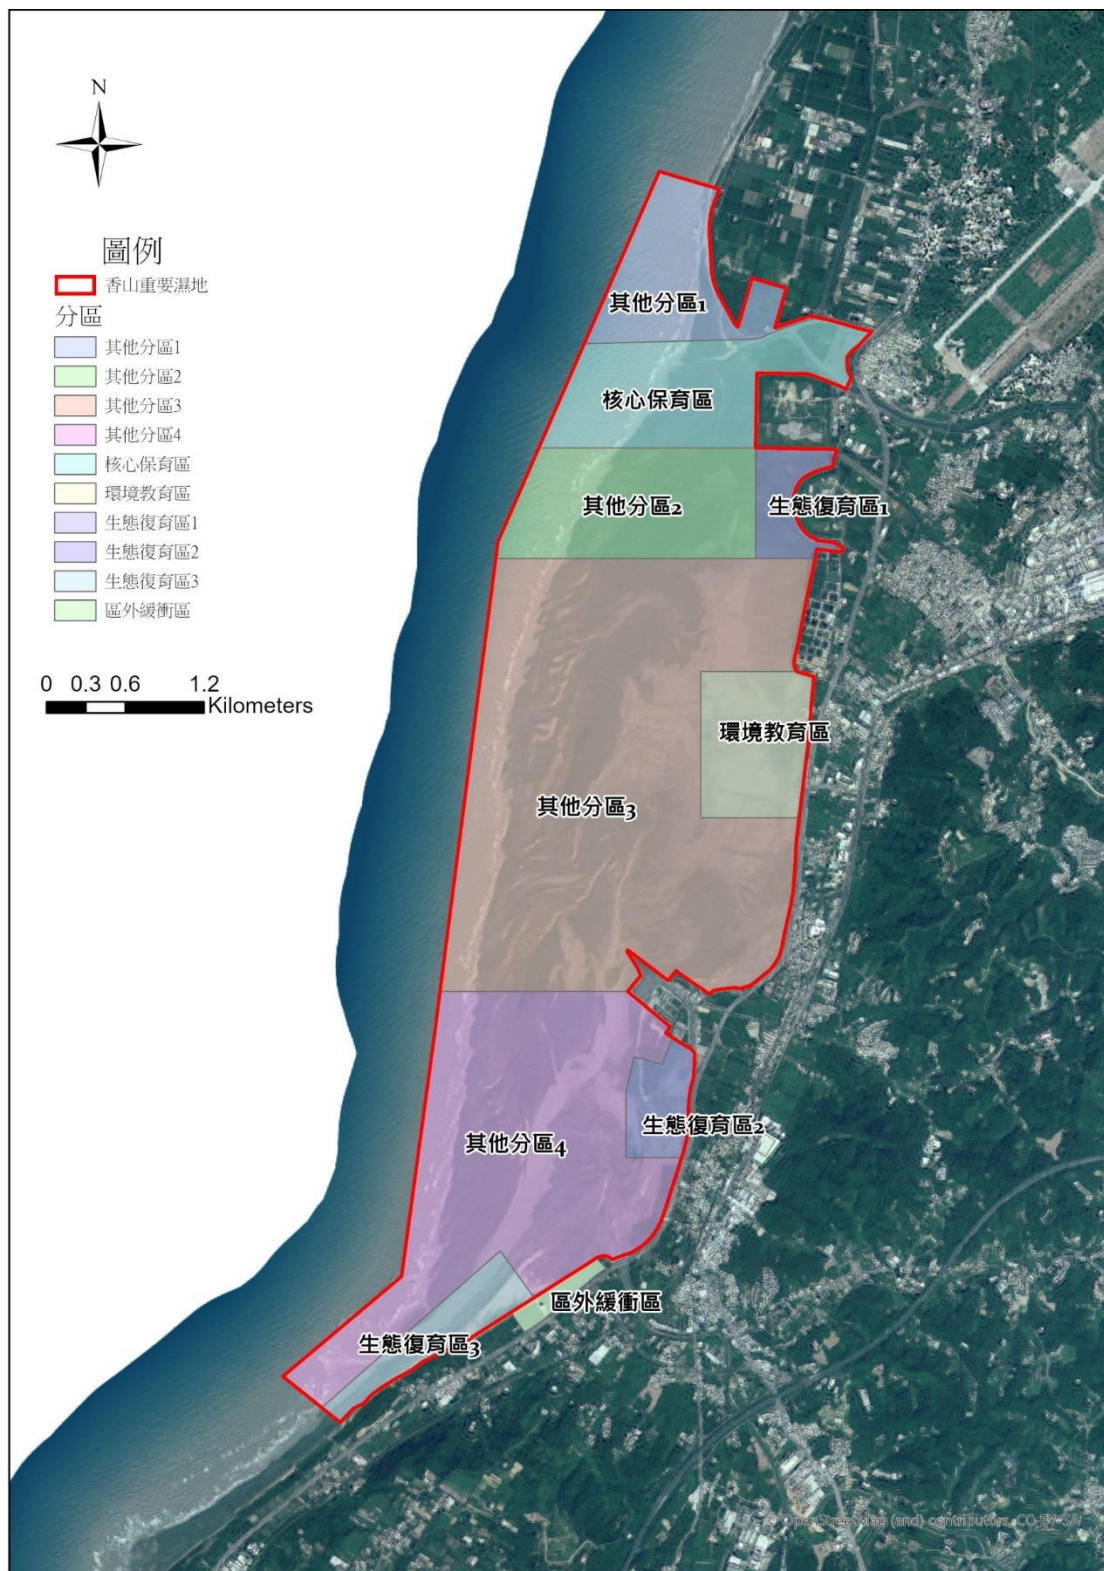 N
圖例
香山重要濕地
分區
其他分區1
其他分區2
其他分區3
其他分區4
核心保育區
環境教育區
生態復育區1
生態復育區2
生態復育區3
區外緩衝區
0 0.3 0.6 1.2
Kilometers
其他分區1
核心保育區
其他分區2
生態復育區1
環境教育區
其他分區3
生態復育區2
其他分區4
區外緩衝區
生態復育區3
© OpenStreetMap (and) contributors, CC-BY-SA